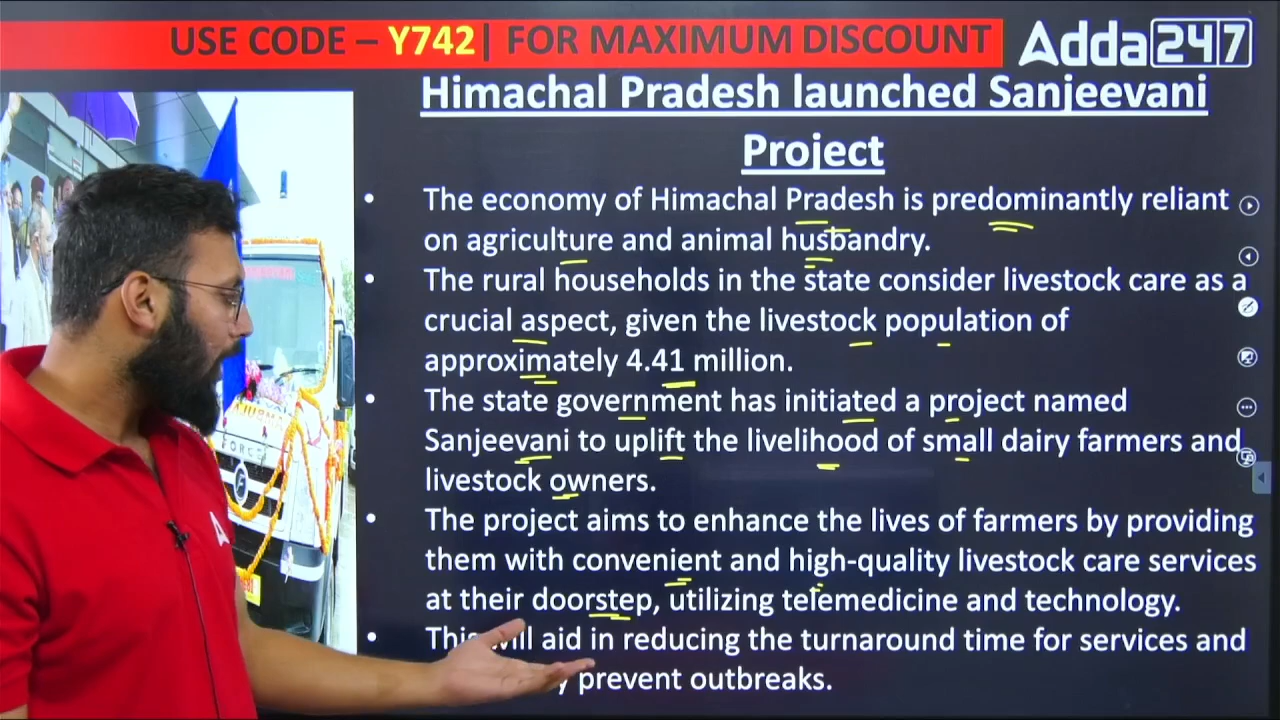 USE CODE – Y742| FOR MAXIMUM DISCOUNT
Adda247
Himachal Pradesh launched Sanjeevani
Project
• The economy of Himachal Pradesh is predominantly reliant
on agriculture and animal husbandry.
• The rural households in the state consider livestock care as a
crucial aspect, given the livestock population of
approximately 4.41 million.
• The state government has initiated a project named
Sanjeevani to uplift the livelihood of small dairy farmers and
livestock owners.
• The project aims to enhance the lives of farmers by providing
them with convenient and high-quality livestock care services
at their doorstep, utilizing telemedicine and technology.
• This will aid in reducing the turnaround time for services and
prevent outbreaks.
FORCE